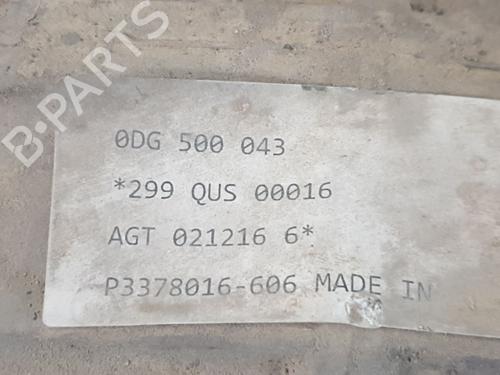 B-PARTS
0DG 500 043
*299 QUS 00016
AGT 021216 6*
P3378016-606 MADE IN